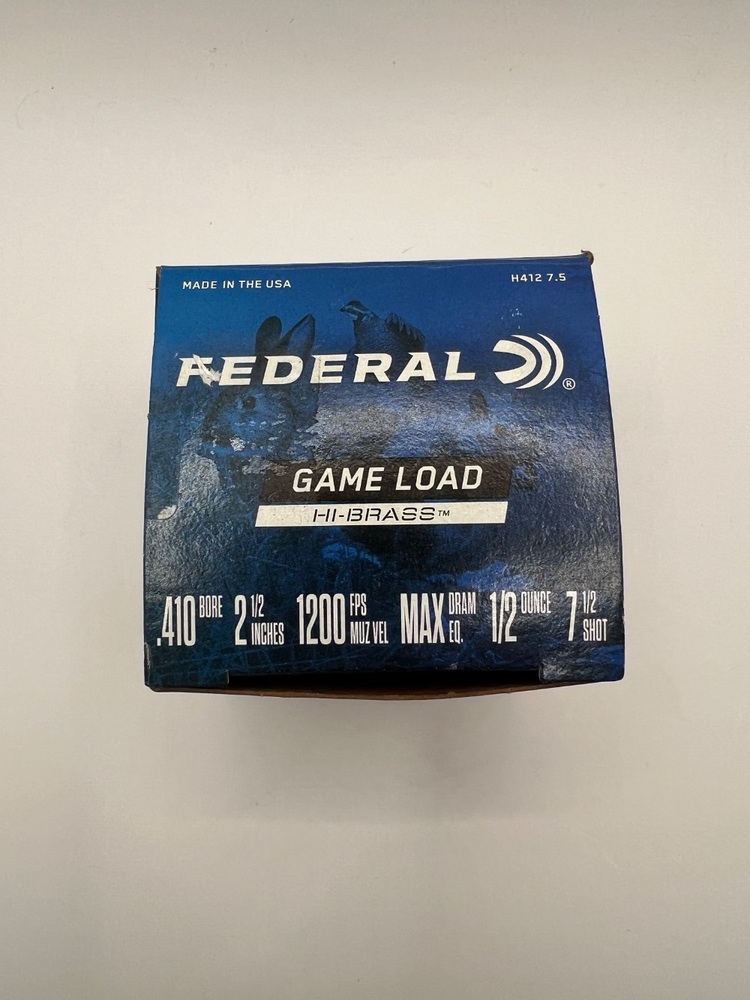 MADE IN THE USA
H412 7.5
FEDERAL ®
GAME LOAD
HI-BRASS™
.410 BORE 2 1/2 INCHES 1200 FPS MUZ VEL MAX DRAM EQ. 1/2 OUNCE 7 1/2 SHOT